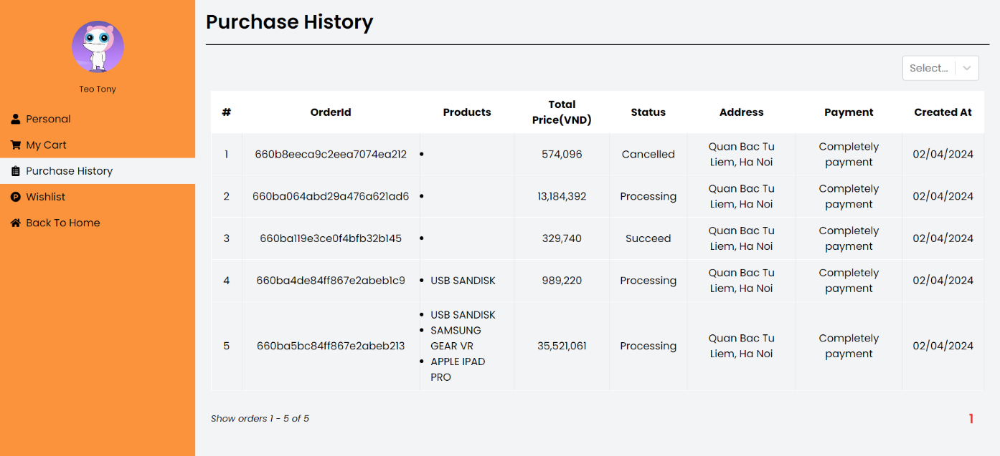 Purchase History
Teo Tony
Personal
My Cart
Purchase History
Wishlist
Back To Home
Select...
# OrderId Products Total Price(VND) Status Address Payment Created At
1 660b8eeca9c2eea7074ea212 • 574,096 Cancelled Quan Bac Tu Liem, Ha Noi Completely payment 02/04/2024
2 660ba064abd29a476a621ad6 • 13,184,392 Processing Quan Bac Tu Liem, Ha Noi Completely payment 02/04/2024
3 660ba119e3ce0f4bfb32b145 • 329,740 Succeed Quan Bac Tu Liem, Ha Noi Completely payment 02/04/2024
4 660ba4de84ff867e2abeb1c9 • USB SANDISK 989,220 Processing Quan Bac Tu Liem, Ha Noi Completely payment 02/04/2024
5 660ba5bc84ff867e2abeb213 • USB SANDISK • SAMSUNG GEAR VR • APPLE IPAD PRO 35,521,061 Processing Quan Bac Tu Liem, Ha Noi Completely payment 02/04/2024
Show orders 1 - 5 of 5
1